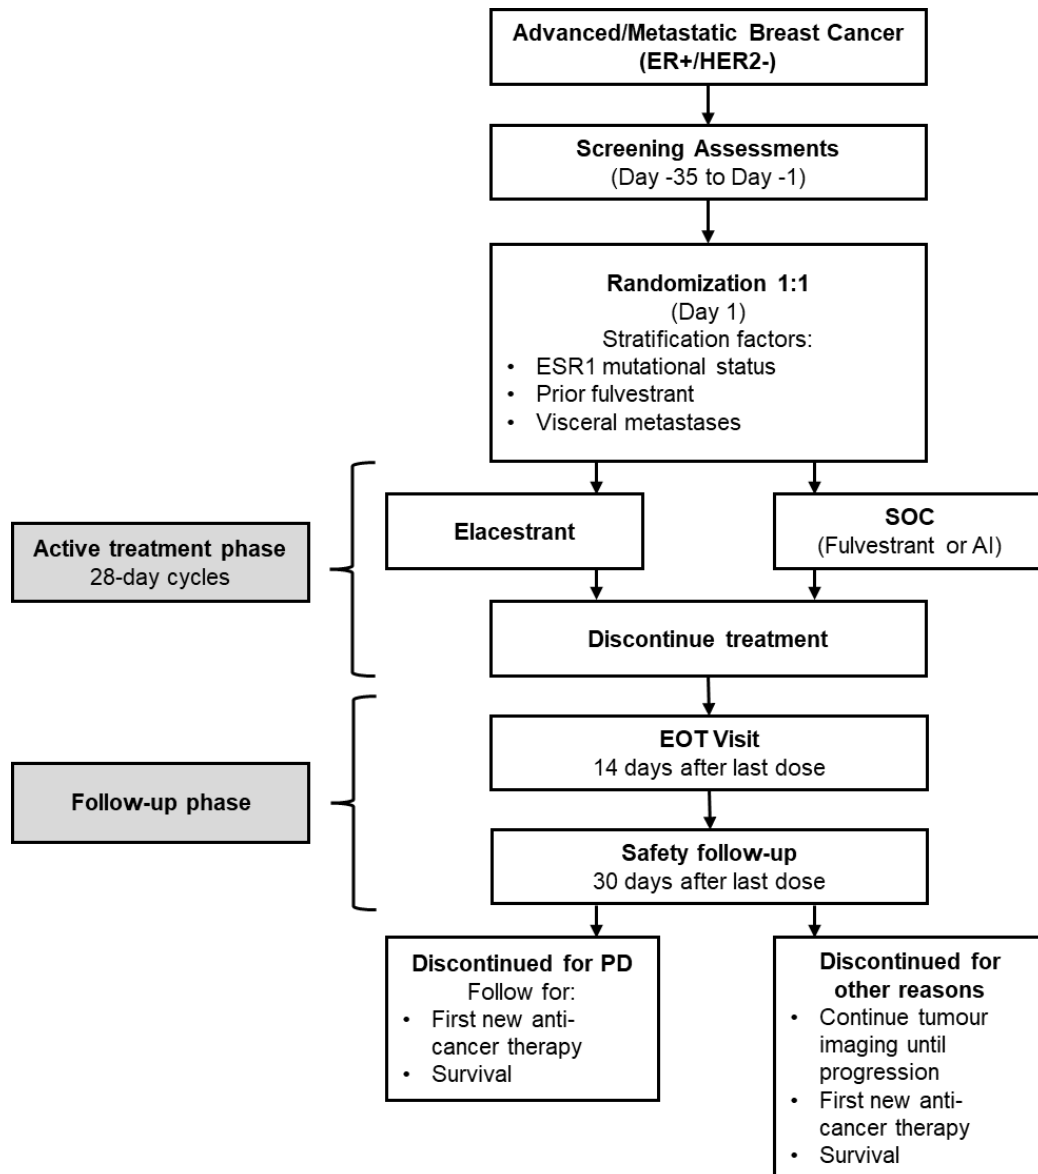 Advanced/Metastatic Breast Cancer
(ER+/HER2-)
Screening Assessments
(Day -35 to Day -1)
Randomization 1:1
(Day 1)
Stratification factors:
• ESR1 mutational status
• Prior fulvestrant
• Visceral metastases
Active treatment phase
28-day cycles
Elacestrant
SOC
(Fulvestrant or AI)
Discontinue treatment
Follow-up phase
EOT Visit
14 days after last dose
Safety follow-up
30 days after last dose
Discontinued for PD
Follow for:
• First new anti-
cancer therapy
• Survival
Discontinued for
other reasons
• Continue tumour
imaging until
progression
• First new anti-
cancer therapy
• Survival